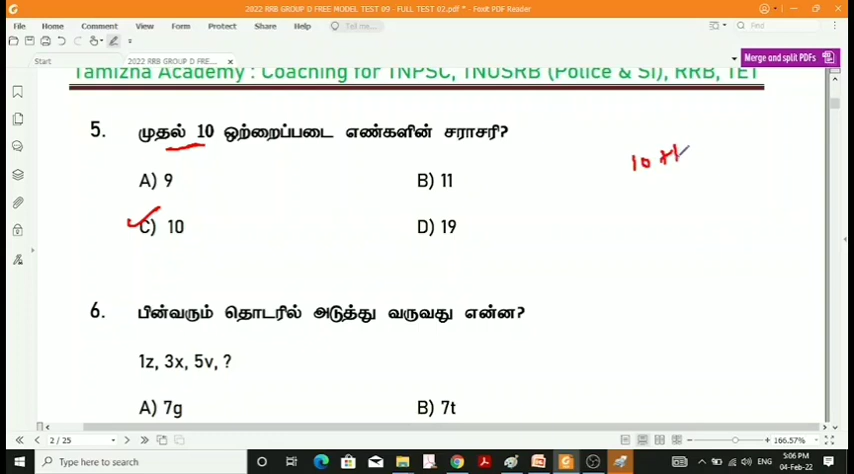 2022 RRB GROUP D FREE MODEL TEST 09 - FULL TEST 02.pdf * - Foxit PDF Reader
File Home Comment View Form Protect Share Help Tell me... Find
Start 2022 RRB GROUP D FREE... Merge and split PDFs
Tamizha Academy : Coaching for TNPSC, TNUSRB (Police & SI), RRB, TET
5. முதல் 10 ஒற்றைப்படை எண்களின் சராசரி?
10 +1
A) 9 B) 11
C) 10 D) 19
6. பின்வரும் தொடரில் அடுத்து வருவது என்ன?
1z, 3x, 5v, ?
A) 7g B) 7t
2 / 25 166.57%
Type here to search ENG 5:06 PM
04-Feb-22